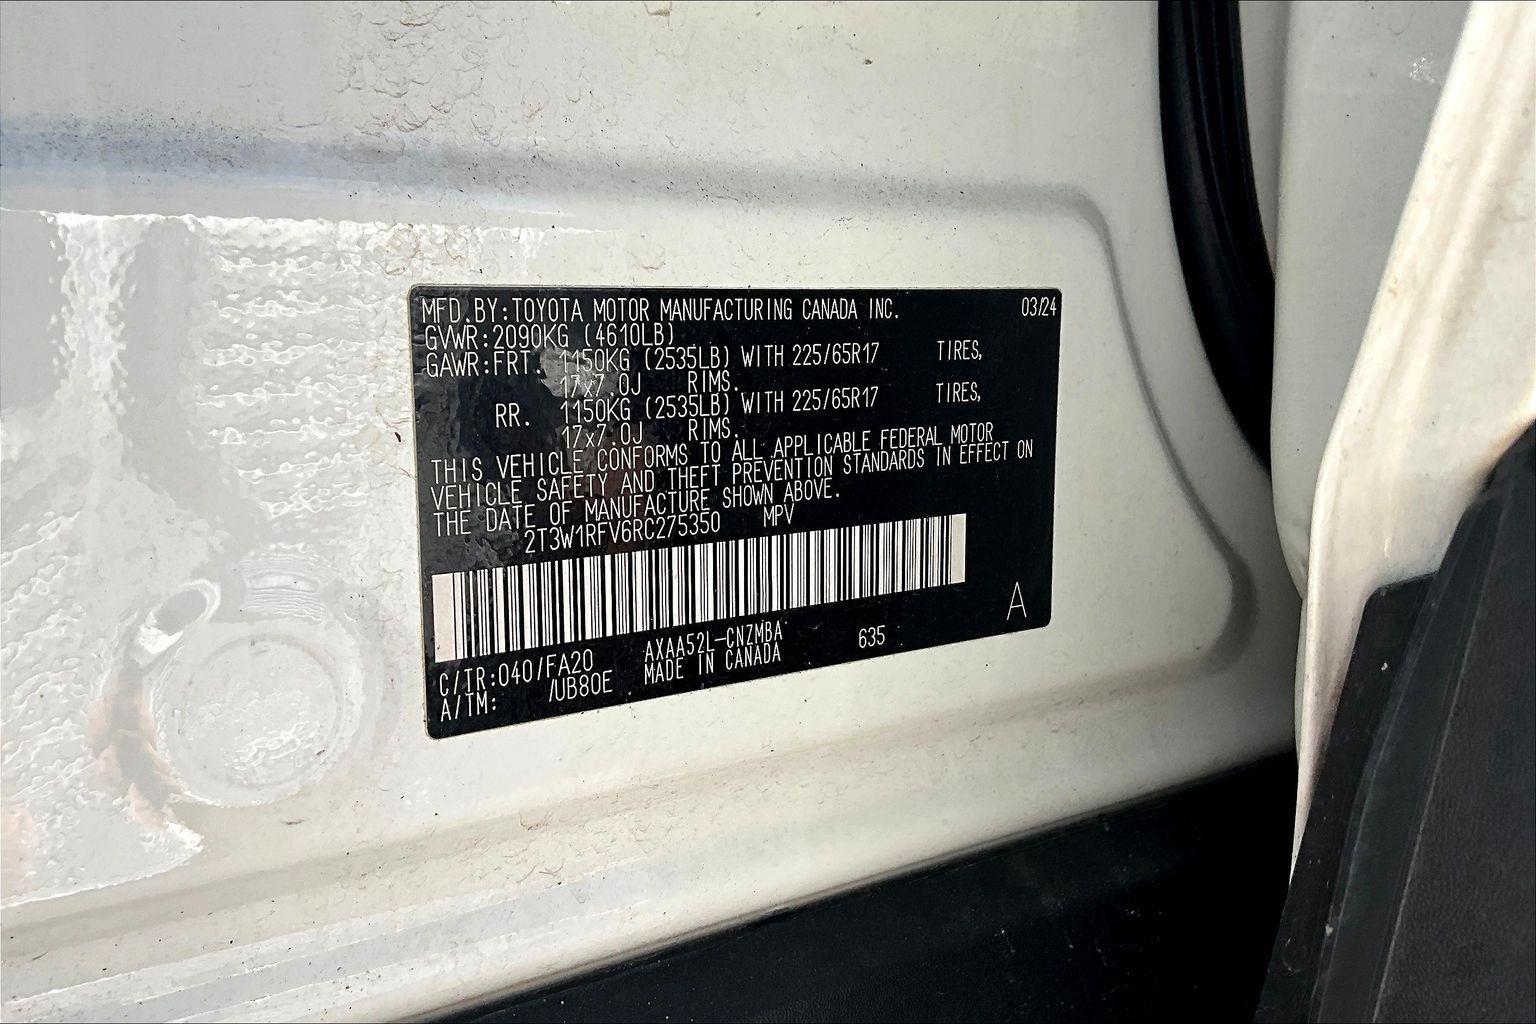 MFD.BY:TOYOTA MOTOR MANUFACTURING CANADA INC. 03/24
GVWR:2090KG (4610LB)
GAWR:FRT. 1150KG (2535LB) WITH 225/65R17 TIRES,
17x7.0J RIMS.
RR. 1150KG (2535LB) WITH 225/65R17 TIRES,
17x7.0J RIMS.
THIS VEHICLE CONFORMS TO ALL APPLICABLE FEDERAL MOTOR
VEHICLE SAFETY AND THEFT PREVENTION STANDARDS IN EFFECT ON
THE DATE OF MANUFACTURE SHOWN ABOVE.
2T3W1RFV6RC275350 MPV
A
C/TR:040/FA20 AXAA52L-CNZMBA 635
A/TM: /UB80E MADE IN CANADA